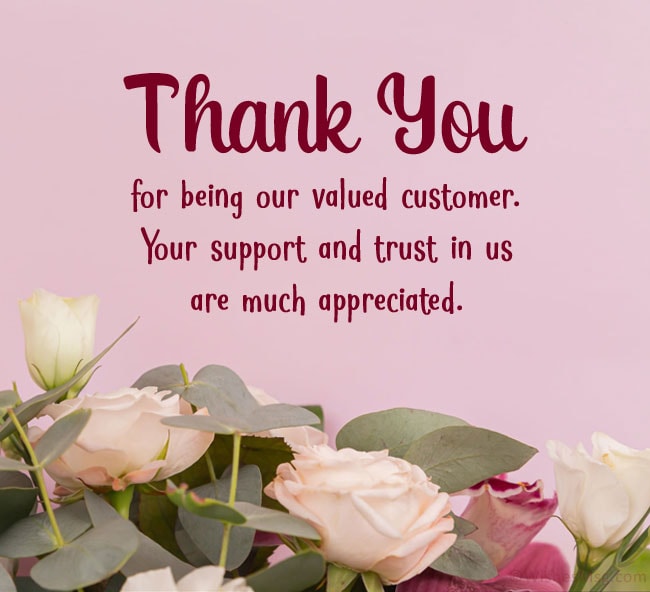 Thank You
for being our valued customer.
Your support and trust in us
are much appreciated.